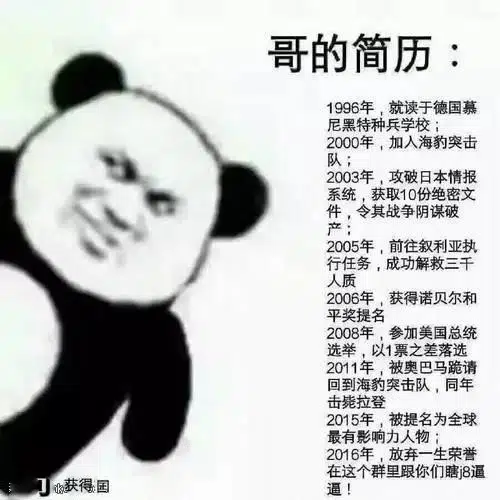 哥的简历：
1996年，就读于德国慕
尼黑特种兵学校；
2000年，加入海豹突击
队；
2003年，攻破日本情报
系统，获取10份绝密文
件，令其战争阴谋破
产；
2005年，前往叙利亚执
行任务，成功解救三千
人质
2006年，获得诺贝尔和
平奖提名
2008年，参加美国总统
选举，以1票之差落选
2011年，被奥巴马跪请
回到海豹突击队，同年
击毙拉登
2015年，被提名为全球
最有影响力人物；
2016年，放弃一生荣誉
在这个群里跟你们瞎j8逼
逼！
获得